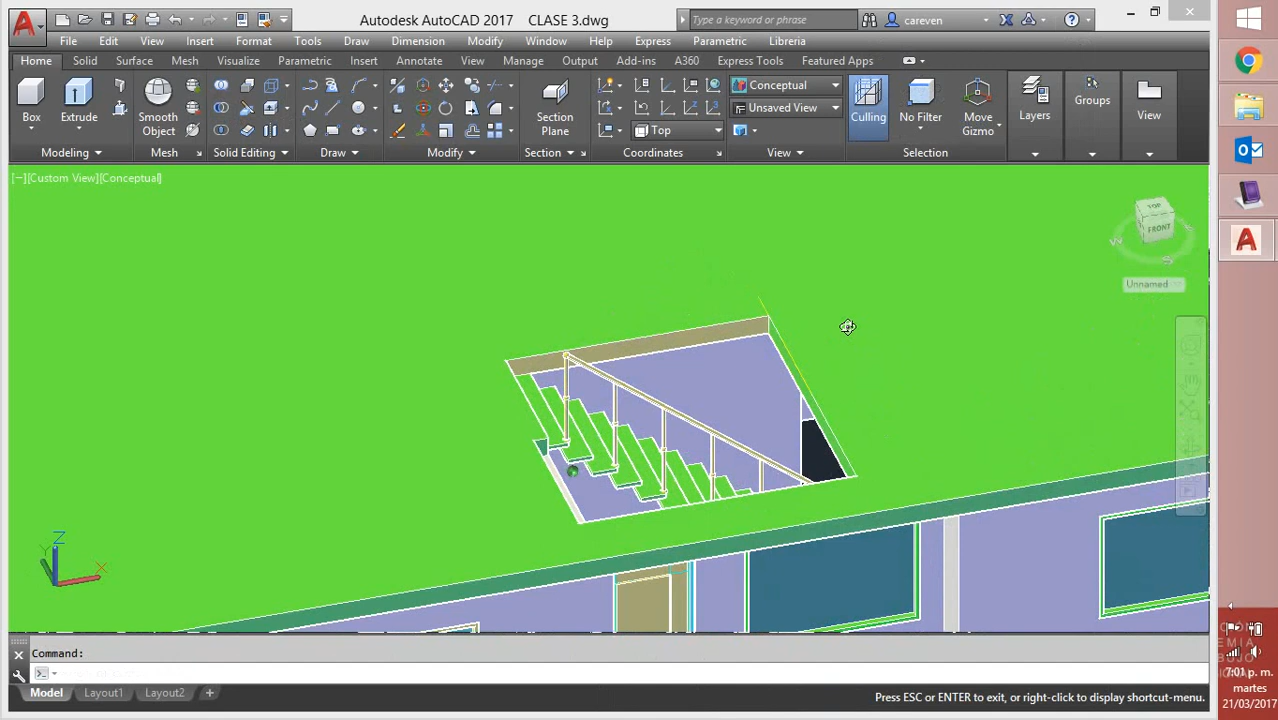 Autodesk AutoCAD 2017 CLASE 3.dwg
Type a keyword or phrase
careven
File Edit View Insert Format Tools Draw Dimension Modify Window Help Express Parametric Libreria
Home Solid Surface Mesh Visualize Parametric Insert Annotate View Manage Output Add-ins A360 Express Tools Featured Apps
Box
Extrude
Smooth
Object
Section
Plane
Top
Conceptual
Unsaved View
Culling
No Filter
Move
Gizmo
Layers
Groups
View
Modeling Mesh Solid Editing Draw Modify Section Coordinates View Selection
[−][Custom View][Conceptual]
TOP
FRONT
W
S
Unnamed
Z
Y
X
Command:
Model Layout1 Layout2 +
Press ESC or ENTER to exit, or right-click to display shortcut-menu.
7:01 p. m.
martes
21/03/2017